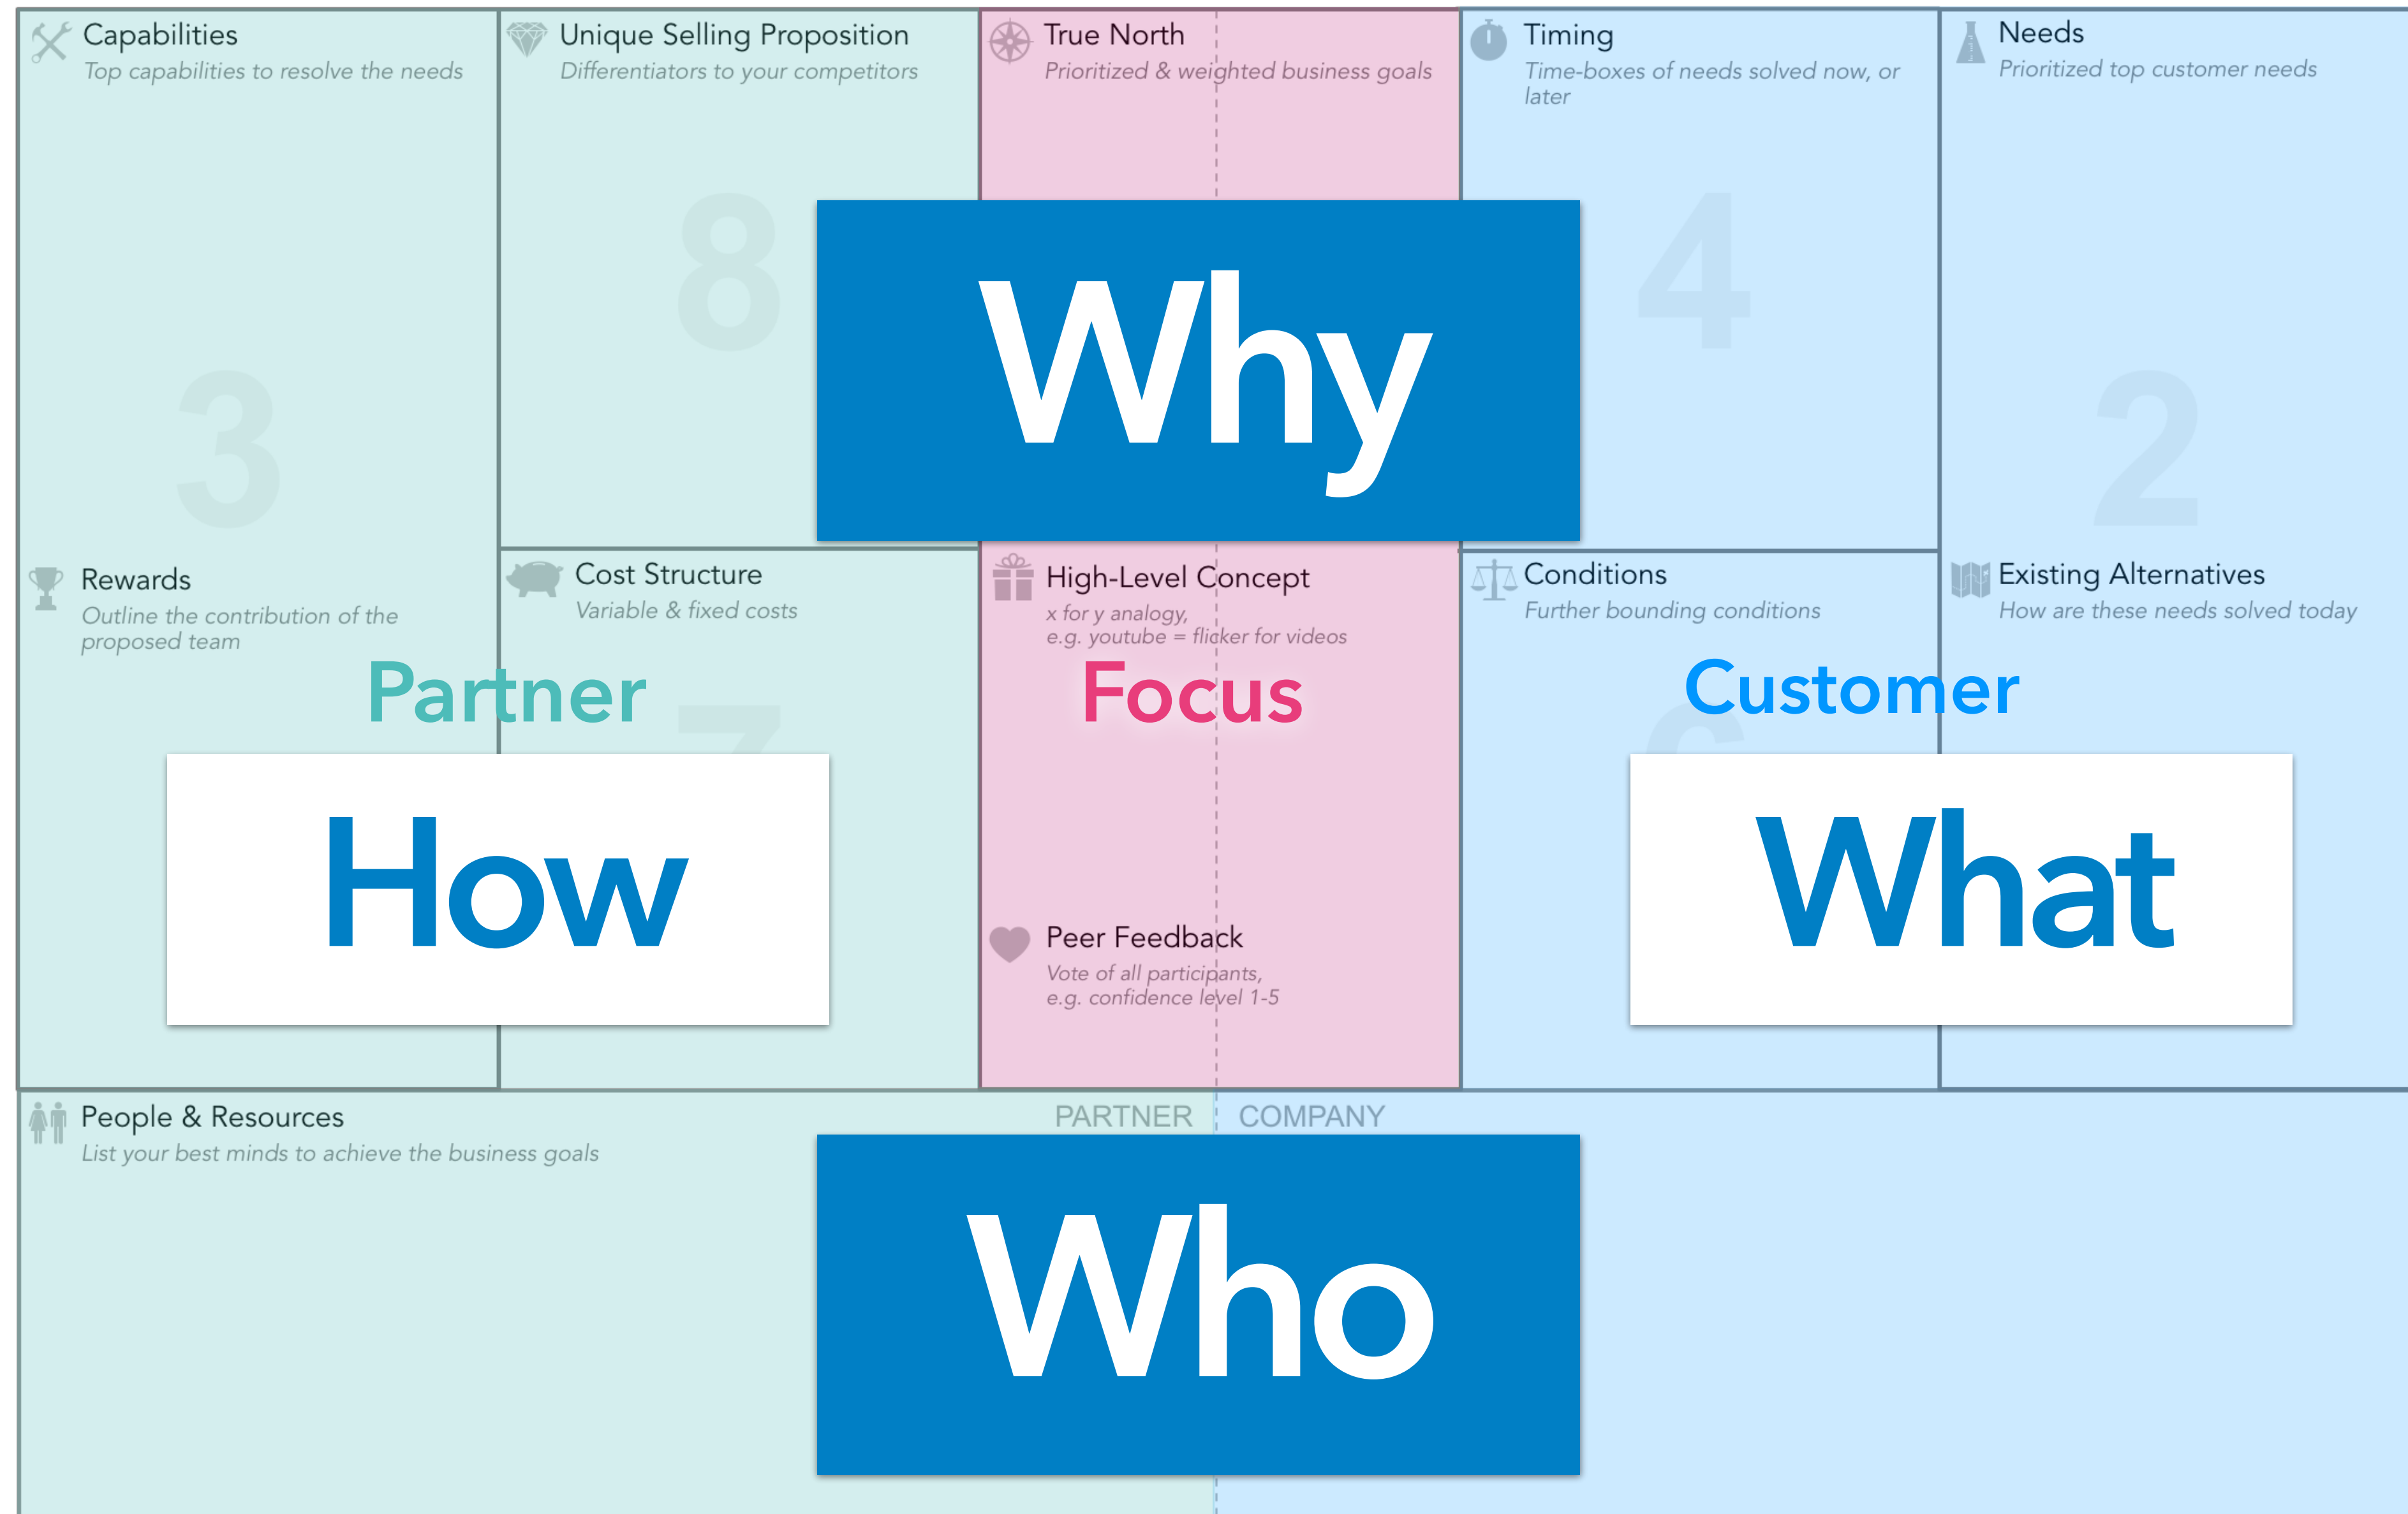 Capabilities
Top capabilities to resolve the needs
3
Rewards
Outline the contribution of the
proposed team
Unique Selling Proposition
Differentiators to your competitors
8
Cost Structure
Variable & fixed costs
Partner
How
True North
Prioritized & weighted business goals
Why
High-Level Concept
x for y analogy,
e.g. youtube = flicker for videos
Focus
Peer Feedback
Vote of all participants,
e.g. confidence level 1-5
Timing
Time-boxes of needs solved now, or
later
4
Conditions
Further bounding conditions
Needs
Prioritized top customer needs
2
Existing Alternatives
How are these needs solved today
Customer
What
People & Resources
List your best minds to achieve the business goals
PARTNER
COMPANY
Who